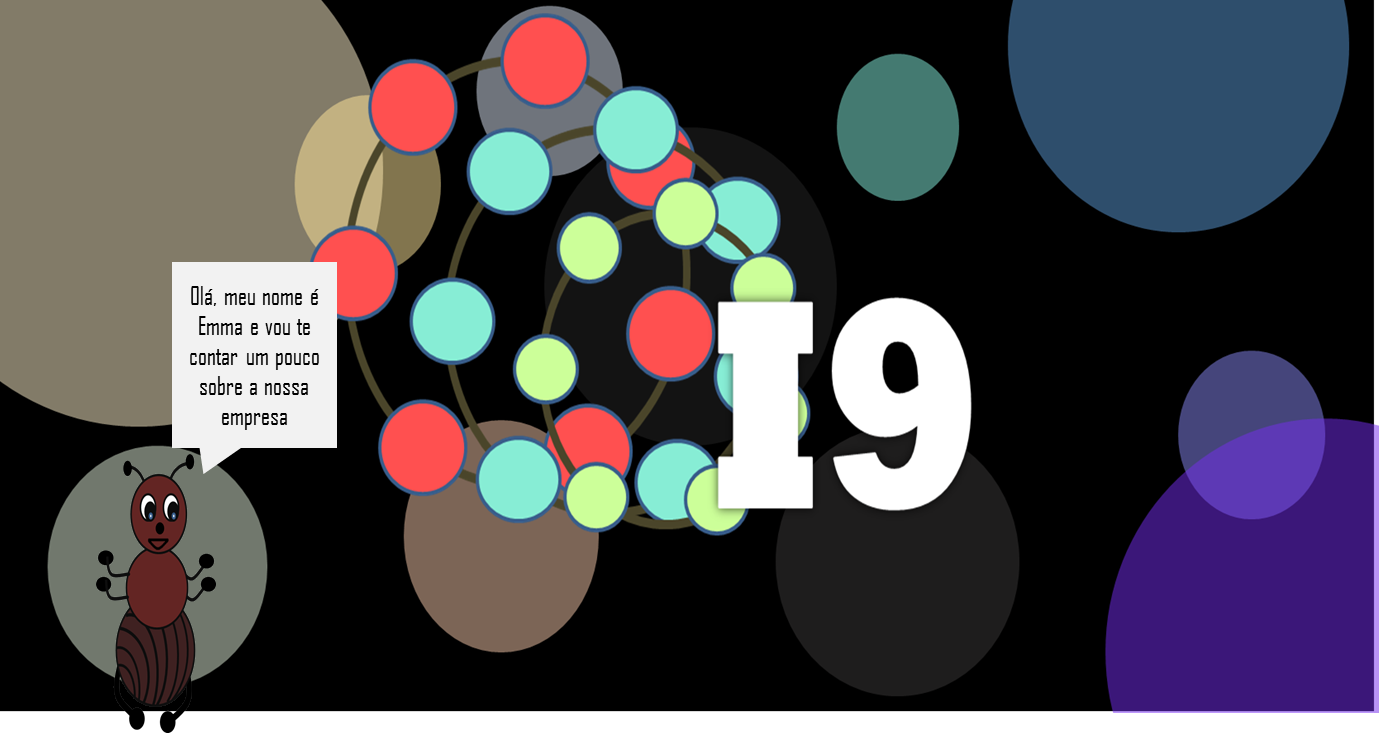 Olá, meu nome é
Emma e vou te
contar um pouco
sobre a nossa
empresa
I9